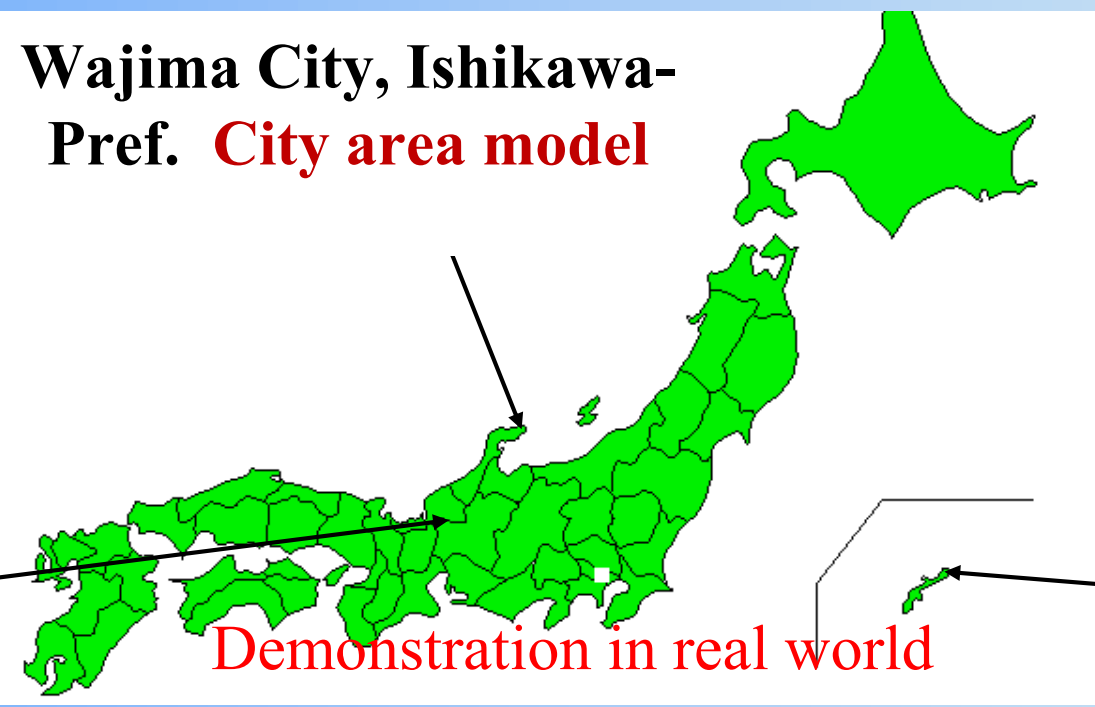 Wajima City, Ishikawa-
Pref. City area model
Demonstration in real world